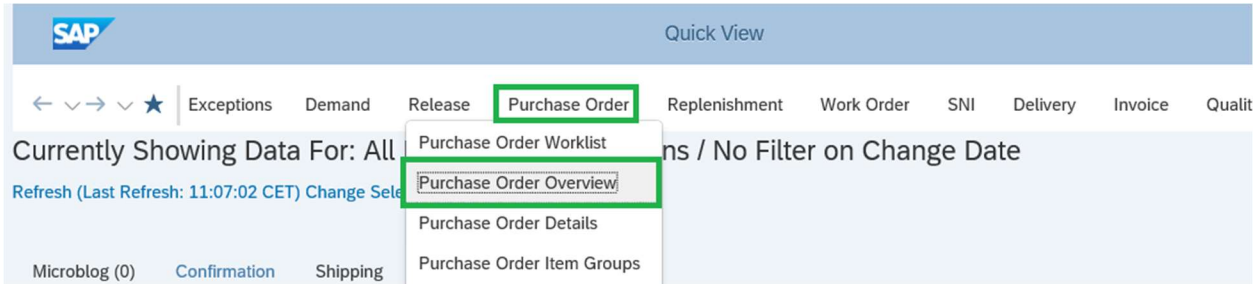 SAP
Quick View
Exceptions Demand Release Purchase Order Replenishment Work Order SNI Delivery Invoice Qualit
Purchase Order Worklist
Currently Showing Data For: All ns / No Filter on Change Date
Purchase Order Overview
Refresh (Last Refresh: 11:07:02 CET) Change Sele
Purchase Order Details
Purchase Order Item Groups
Microblog (0) Confirmation Shipping